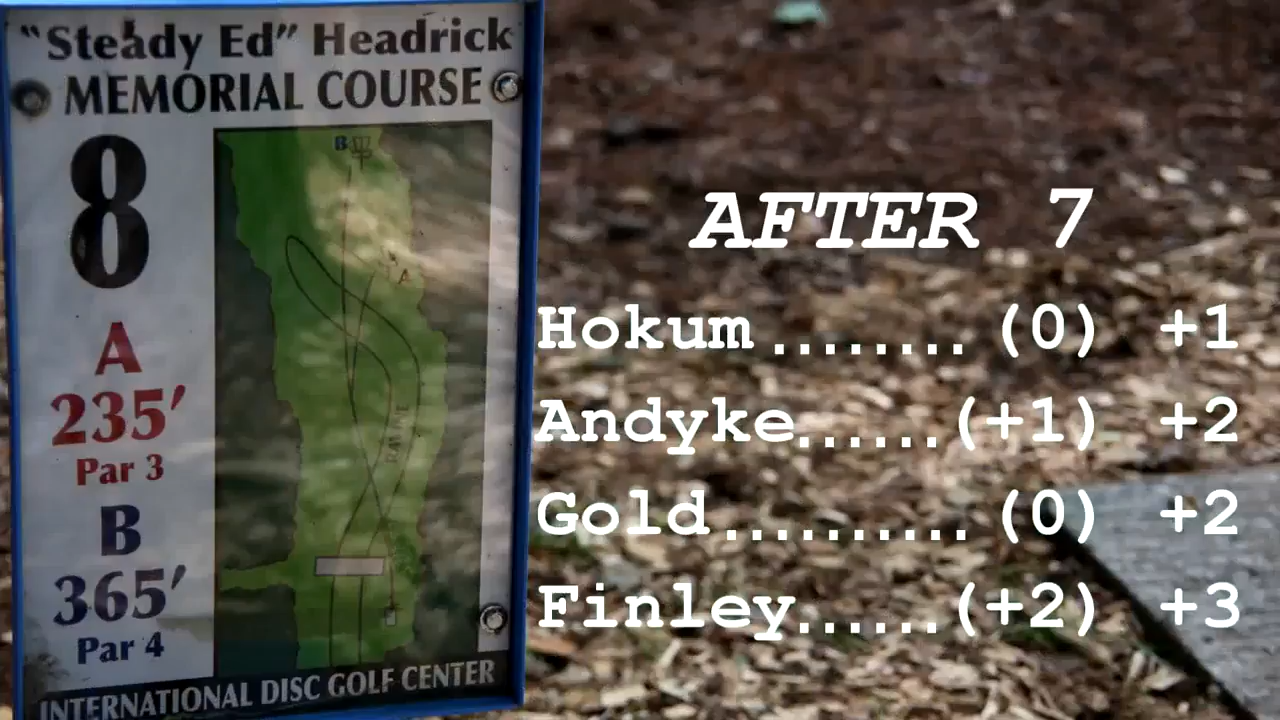 "Steady Ed" Headrick
MEMORIAL COURSE
8
B
A
A
235'
Par 3
B
365'
Par 4
INTERNATIONAL DISC GOLF CENTER
AFTER 7
Hokum ........ (0) +1
Andyke......(+1) +2
Gold.......... (0) +2
Finley......(+2) +3